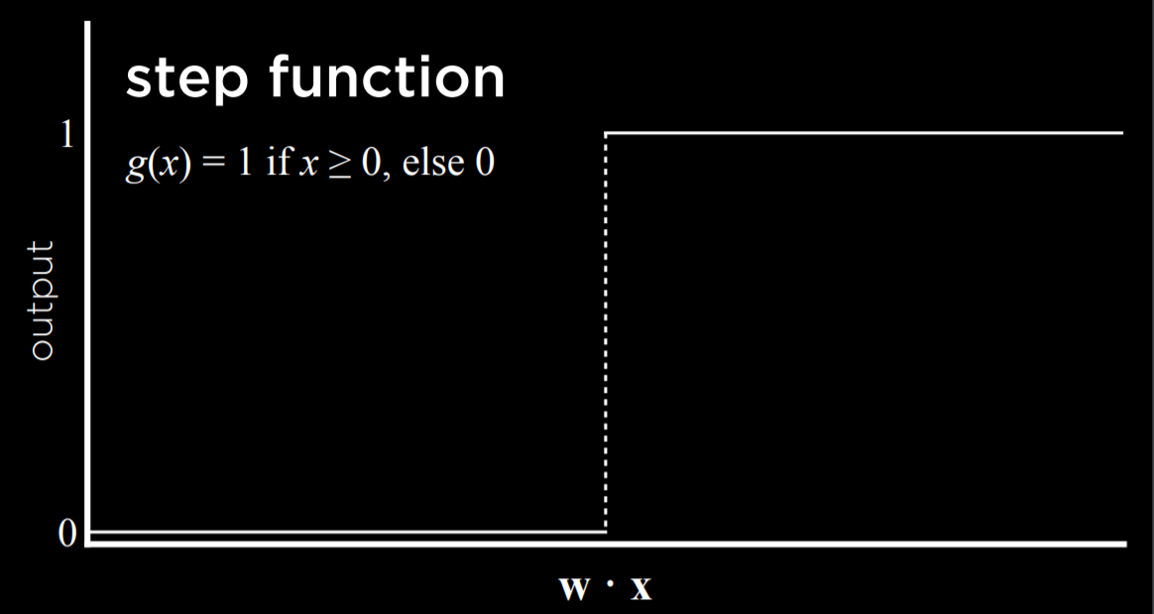 step function
1
g(x) = 1 if x ≥ 0, else 0
output
0
w · x